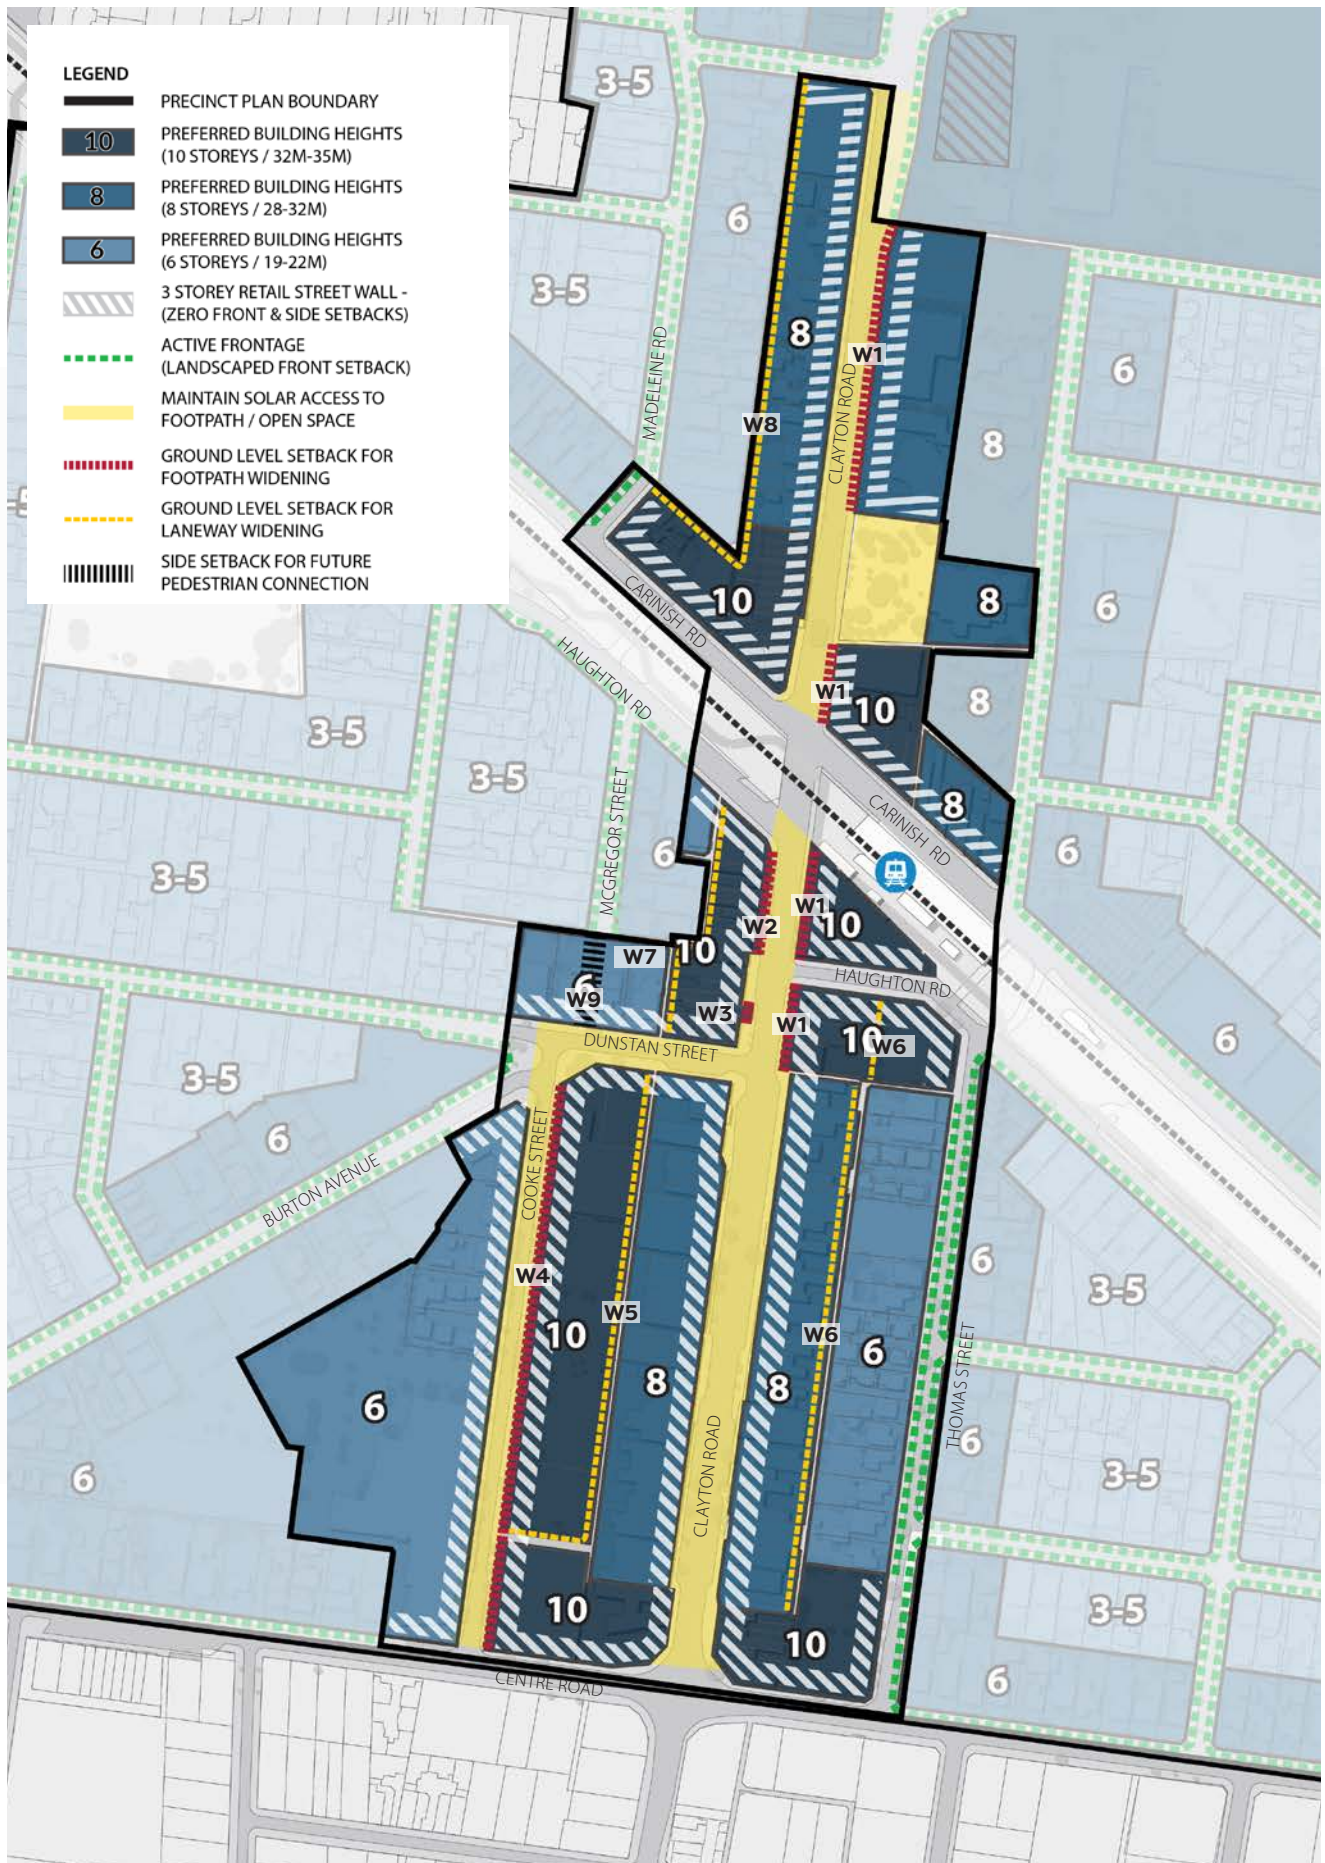 LEGEND
PRECINCT PLAN BOUNDARY
10
PREFERRED BUILDING HEIGHTS
(10 STOREYS / 32M-35M)
8
PREFERRED BUILDING HEIGHTS
(8 STOREYS / 28-32M)
6
PREFERRED BUILDING HEIGHTS
(6 STOREYS / 19-22M)
3 STOREY RETAIL STREET WALL -
(ZERO FRONT & SIDE SETBACKS)
ACTIVE FRONTAGE
(LANDSCAPED FRONT SETBACK)
MAINTAIN SOLAR ACCESS TO
FOOTPATH / OPEN SPACE
GROUND LEVEL SETBACK FOR
FOOTPATH WIDENING
GROUND LEVEL SETBACK FOR
LANEWAY WIDENING
SIDE SETBACK FOR FUTURE
PEDESTRIAN CONNECTION
3-5
6
3-5
8
W1
6
MADELEINE RD
W8
CLAYTON ROAD
8
10
CARINISH RD
8
6
HAUGHTON RD
W1
10
8
3-5
3-5
MCGREGOR STREET
CARINISH RD
8
6
6
3-5
W1
10
W2
10
W7
HAUGHTON RD
6
W9
W3
W1
10
W6
6
DUNSTAN STREET
3-5
6
COOKE STREET
BURTON AVENUE
6
W4
3-5
W5
10
W6
6
8
8
THOMAS STREET
6
6
CLAYTON ROAD
6
3-5
10
10
3-5
6
CENTRE ROAD